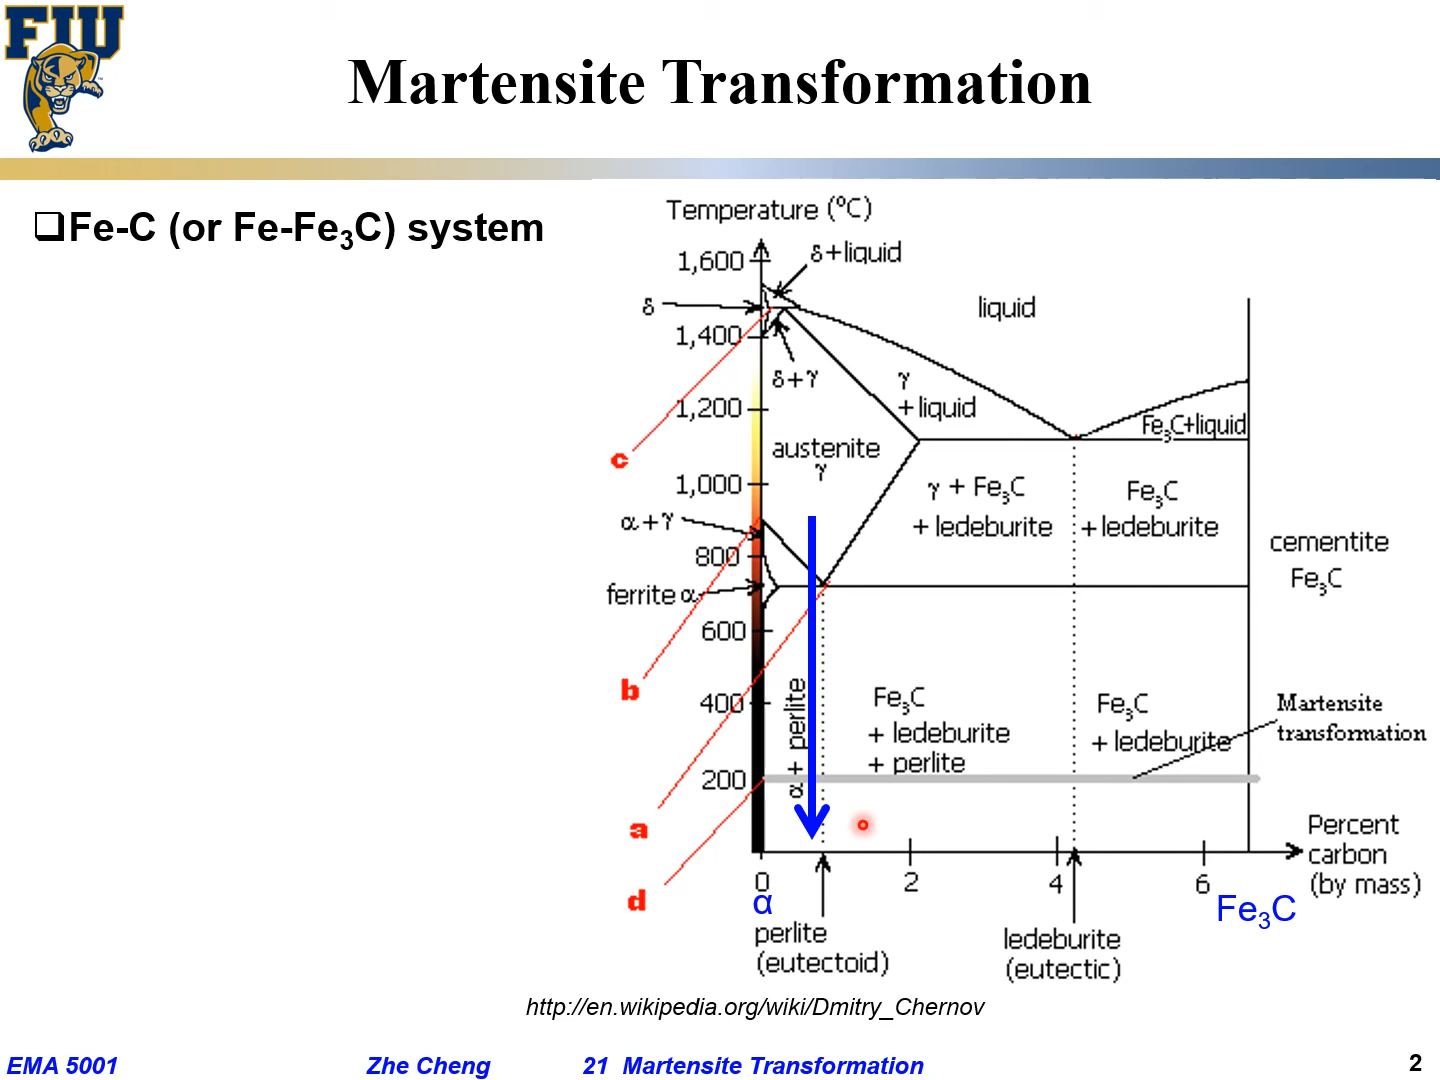 FIU
Martensite Transformation
❑Fe-C (or Fe-Fe₃C) system
Temperature (°C)
1,600
δ+liquid
δ
liquid
1,400
δ+γ
γ
+liquid
1,200
Fe₃C+liquid
c
austenite
γ
1,000
γ + Fe₃C
+ ledeburite
Fe₃C
+ ledeburite
α+γ
800
cementite
Fe₃C
ferrite α
600
b
400
α + perlite
Fe₃C
+ ledeburite
+ perlite
Fe₃C
+ ledeburite
Martensite
transformation
200
a
d
0
2
4
6
Percent
carbon
(by mass)
α
Fe₃C
perlite
(eutectoid)
ledeburite
(eutectic)
http://en.wikipedia.org/wiki/Dmitry_Chernov
EMA 5001
Zhe Cheng
21 Martensite Transformation
2